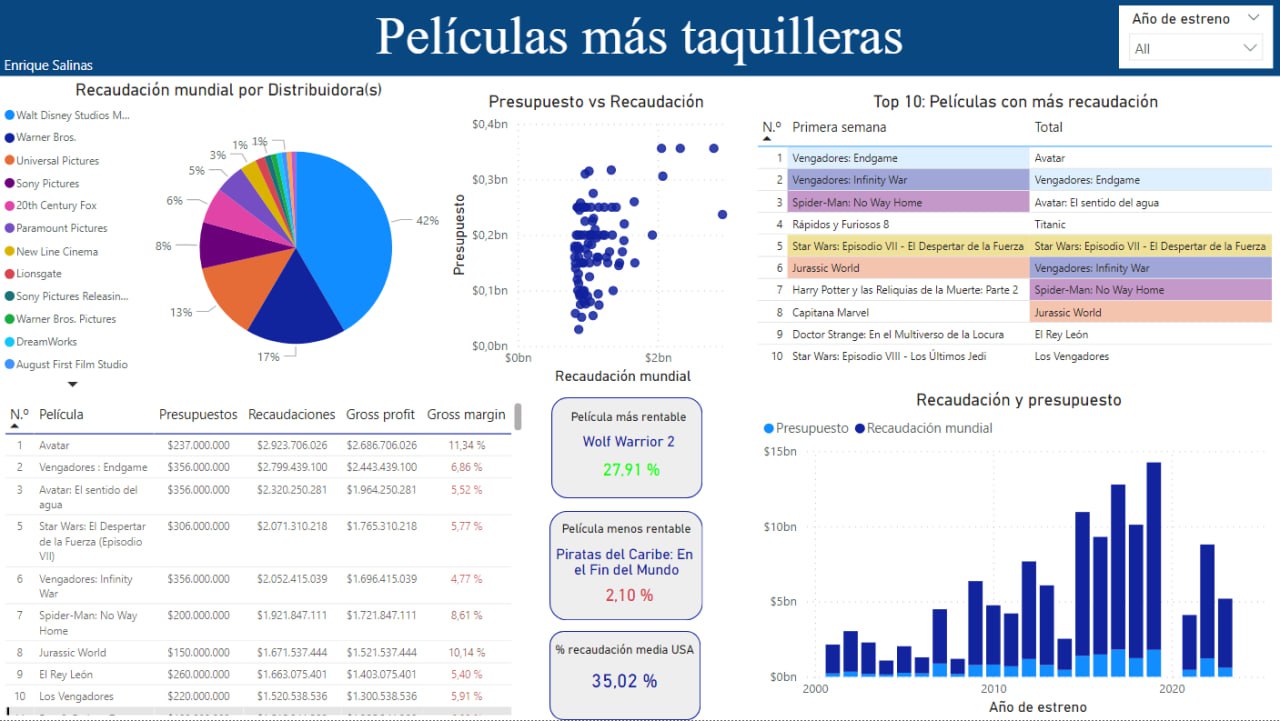 Películas más taquilleras
Enrique Salinas
Año de estreno
All
Recaudación mundial por Distribuidora(s)
Walt Disney Studios M...
Warner Bros.
Universal Pictures
Sony Pictures
20th Century Fox
Paramount Pictures
New Line Cinema
Lionsgate
Sony Pictures Releasin...
Warner Bros. Pictures
DreamWorks
August First Film Studio
42%
17%
13%
8%
6%
5%
3%
1%
1%
Presupuesto vs Recaudación
Presupuesto
$0,4bn
$0,3bn
$0,2bn
$0,1bn
$0,0bn
$0bn $2bn
Recaudación mundial
Top 10: Películas con más recaudación
N.º Primera semana Total
1 Vengadores: Endgame Avatar
2 Vengadores: Infinity War Vengadores: Endgame
3 Spider-Man: No Way Home Avatar: El sentido del agua
4 Rápidos y Furiosos 8 Titanic
5 Star Wars: Episodio VII - El Despertar de la Fuerza Star Wars: Episodio VII - El Despertar de la Fuerza
6 Jurassic World Vengadores: Infinity War
7 Harry Potter y las Reliquias de la Muerte: Parte 2 Spider-Man: No Way Home
8 Capitana Marvel Jurassic World
9 Doctor Strange: En el Multiverso de la Locura El Rey León
10 Star Wars: Episodio VIII - Los Últimos Jedi Los Vengadores
N.º Película Presupuestos Recaudaciones Gross profit Gross margin
1 Avatar $237.000.000 $2.923.706.026 $2.686.706.026 11,34 %
2 Vengadores : Endgame $356.000.000 $2.799.439.100 $2.443.439.100 6,86 %
3 Avatar: El sentido del $356.000.000 $2.320.250.281 $1.964.250.281 5,52 %
agua
5 Star Wars: El Despertar $306.000.000 $2.071.310.218 $1.765.310.218 5,77 %
de la Fuerza (Episodio
VII)
6 Vengadores: Infinity $356.000.000 $2.052.415.039 $1.696.415.039 4,77 %
War
7 Spider-Man: No Way $200.000.000 $1.921.847.111 $1.721.847.111 8,61 %
Home
8 Jurassic World $150.000.000 $1.671.537.444 $1.521.537.444 10,14 %
9 El Rey León $260.000.000 $1.663.075.401 $1.403.075.401 5,40 %
10 Los Vengadores $220.000.000 $1.520.538.536 $1.300.538.536 5,91 %
Película más rentable
Wolf Warrior 2
27,91 %
Película menos rentable
Piratas del Caribe: En
el Fin del Mundo
2,10 %
% recaudación media USA
35,02 %
Recaudación y presupuesto
Presupuesto Recaudación mundial
$15bn
$10bn
$5bn
$0bn
2000 2010 2020
Año de estreno